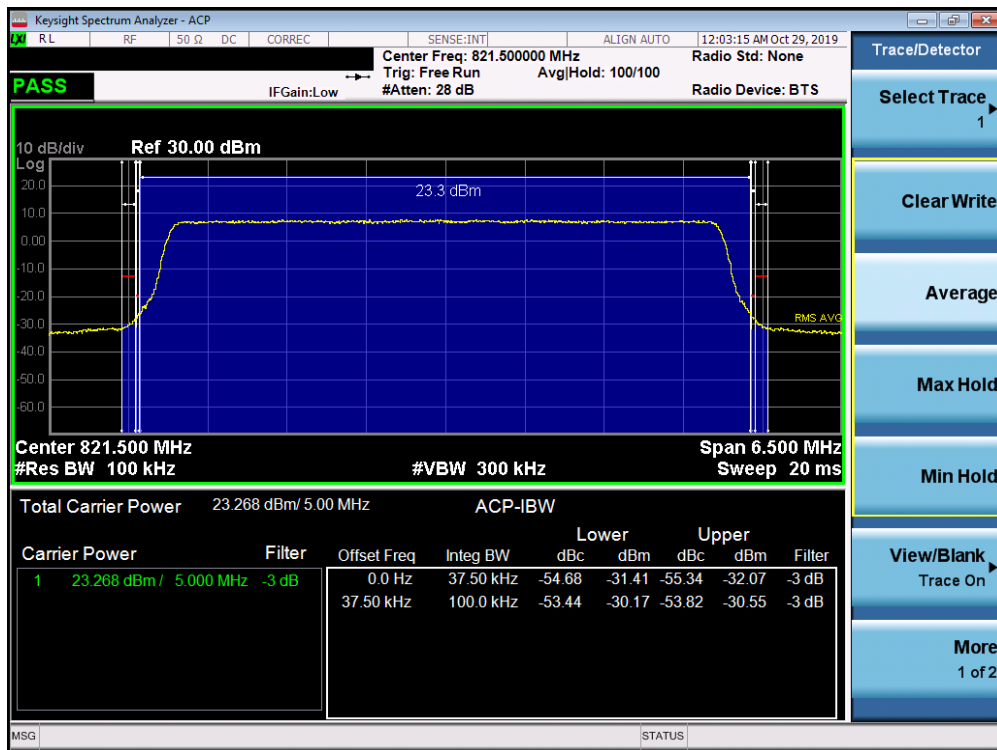 Keysight Spectrum Analyzer - ACP
LXI RL RF 50 Ω DC CORREC SENSE:INT ALIGN AUTO 12:03:15 AM Oct 29, 2019
Center Freq: 821.500000 MHz Radio Std: None
Trig: Free Run Avg|Hold: 100/100
PASS IFGain:Low #Atten: 28 dB Radio Device: BTS
10 dB/div Ref 30.00 dBm
Log
20.0
23.3 dBm
10.0
0.00
-10.0
-20.0
RMS AVG
-30.0
-40.0
-50.0
-60.0
Center 821.500 MHz Span 6.500 MHz
#Res BW 100 kHz #VBW 300 kHz Sweep 20 ms
Total Carrier Power 23.268 dBm/ 5.00 MHz ACP-IBW
Lower Upper
Carrier Power Filter Offset Freq Integ BW dBc dBm dBc dBm Filter
1 23.268 dBm / 5.000 MHz -3 dB 0.0 Hz 37.50 kHz -54.68 -31.41 -55.34 -32.07 -3 dB
37.50 kHz 100.0 kHz -53.44 -30.17 -53.82 -30.55 -3 dB
MSG STATUS
Trace/Detector
Select Trace
1
Clear Write
Average
Max Hold
Min Hold
View/Blank
Trace On
More
1 of 2